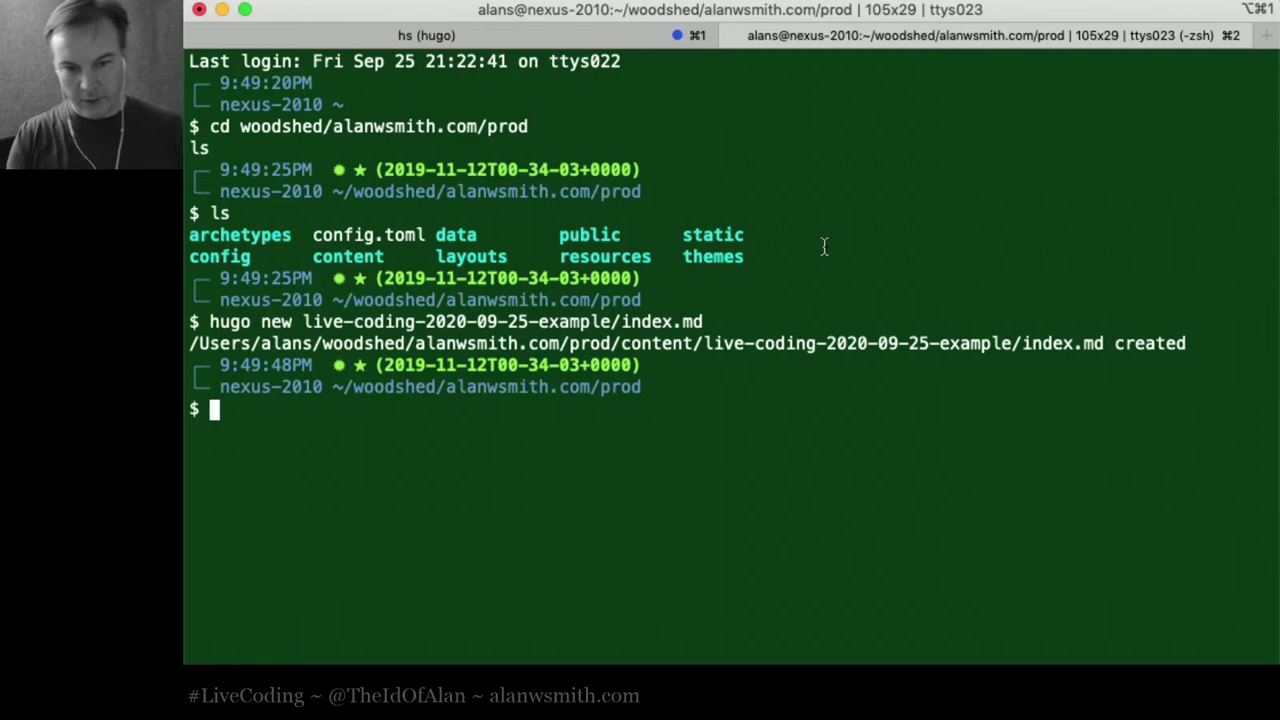 alans@nexus-2010:~/woodshed/alanwsmith.com/prod | 105x29 | ttys023 ⌥⌘1
hs (hugo) ⌘1 alans@nexus-2010:~/woodshed/alanwsmith.com/prod | 105x29 | ttys023 (-zsh) ⌘2
Last login: Fri Sep 25 21:22:41 on ttys022
9:49:20PM
nexus-2010 ~
$ cd woodshed/alanwsmith.com/prod
ls
9:49:25PM ✹ ★ (2019-11-12T00-34-03+0000)
nexus-2010 ~/woodshed/alanwsmith.com/prod
$ ls
archetypes config.toml data public static
config content layouts resources themes
9:49:25PM ✹ ★ (2019-11-12T00-34-03+0000)
nexus-2010 ~/woodshed/alanwsmith.com/prod
$ hugo new live-coding-2020-09-25-example/index.md
/Users/alans/woodshed/alanwsmith.com/prod/content/live-coding-2020-09-25-example/index.md created
9:49:48PM ✹ ★ (2019-11-12T00-34-03+0000)
nexus-2010 ~/woodshed/alanwsmith.com/prod
$
#LiveCoding ~ @TheIdOfAlan ~ alanwsmith.com